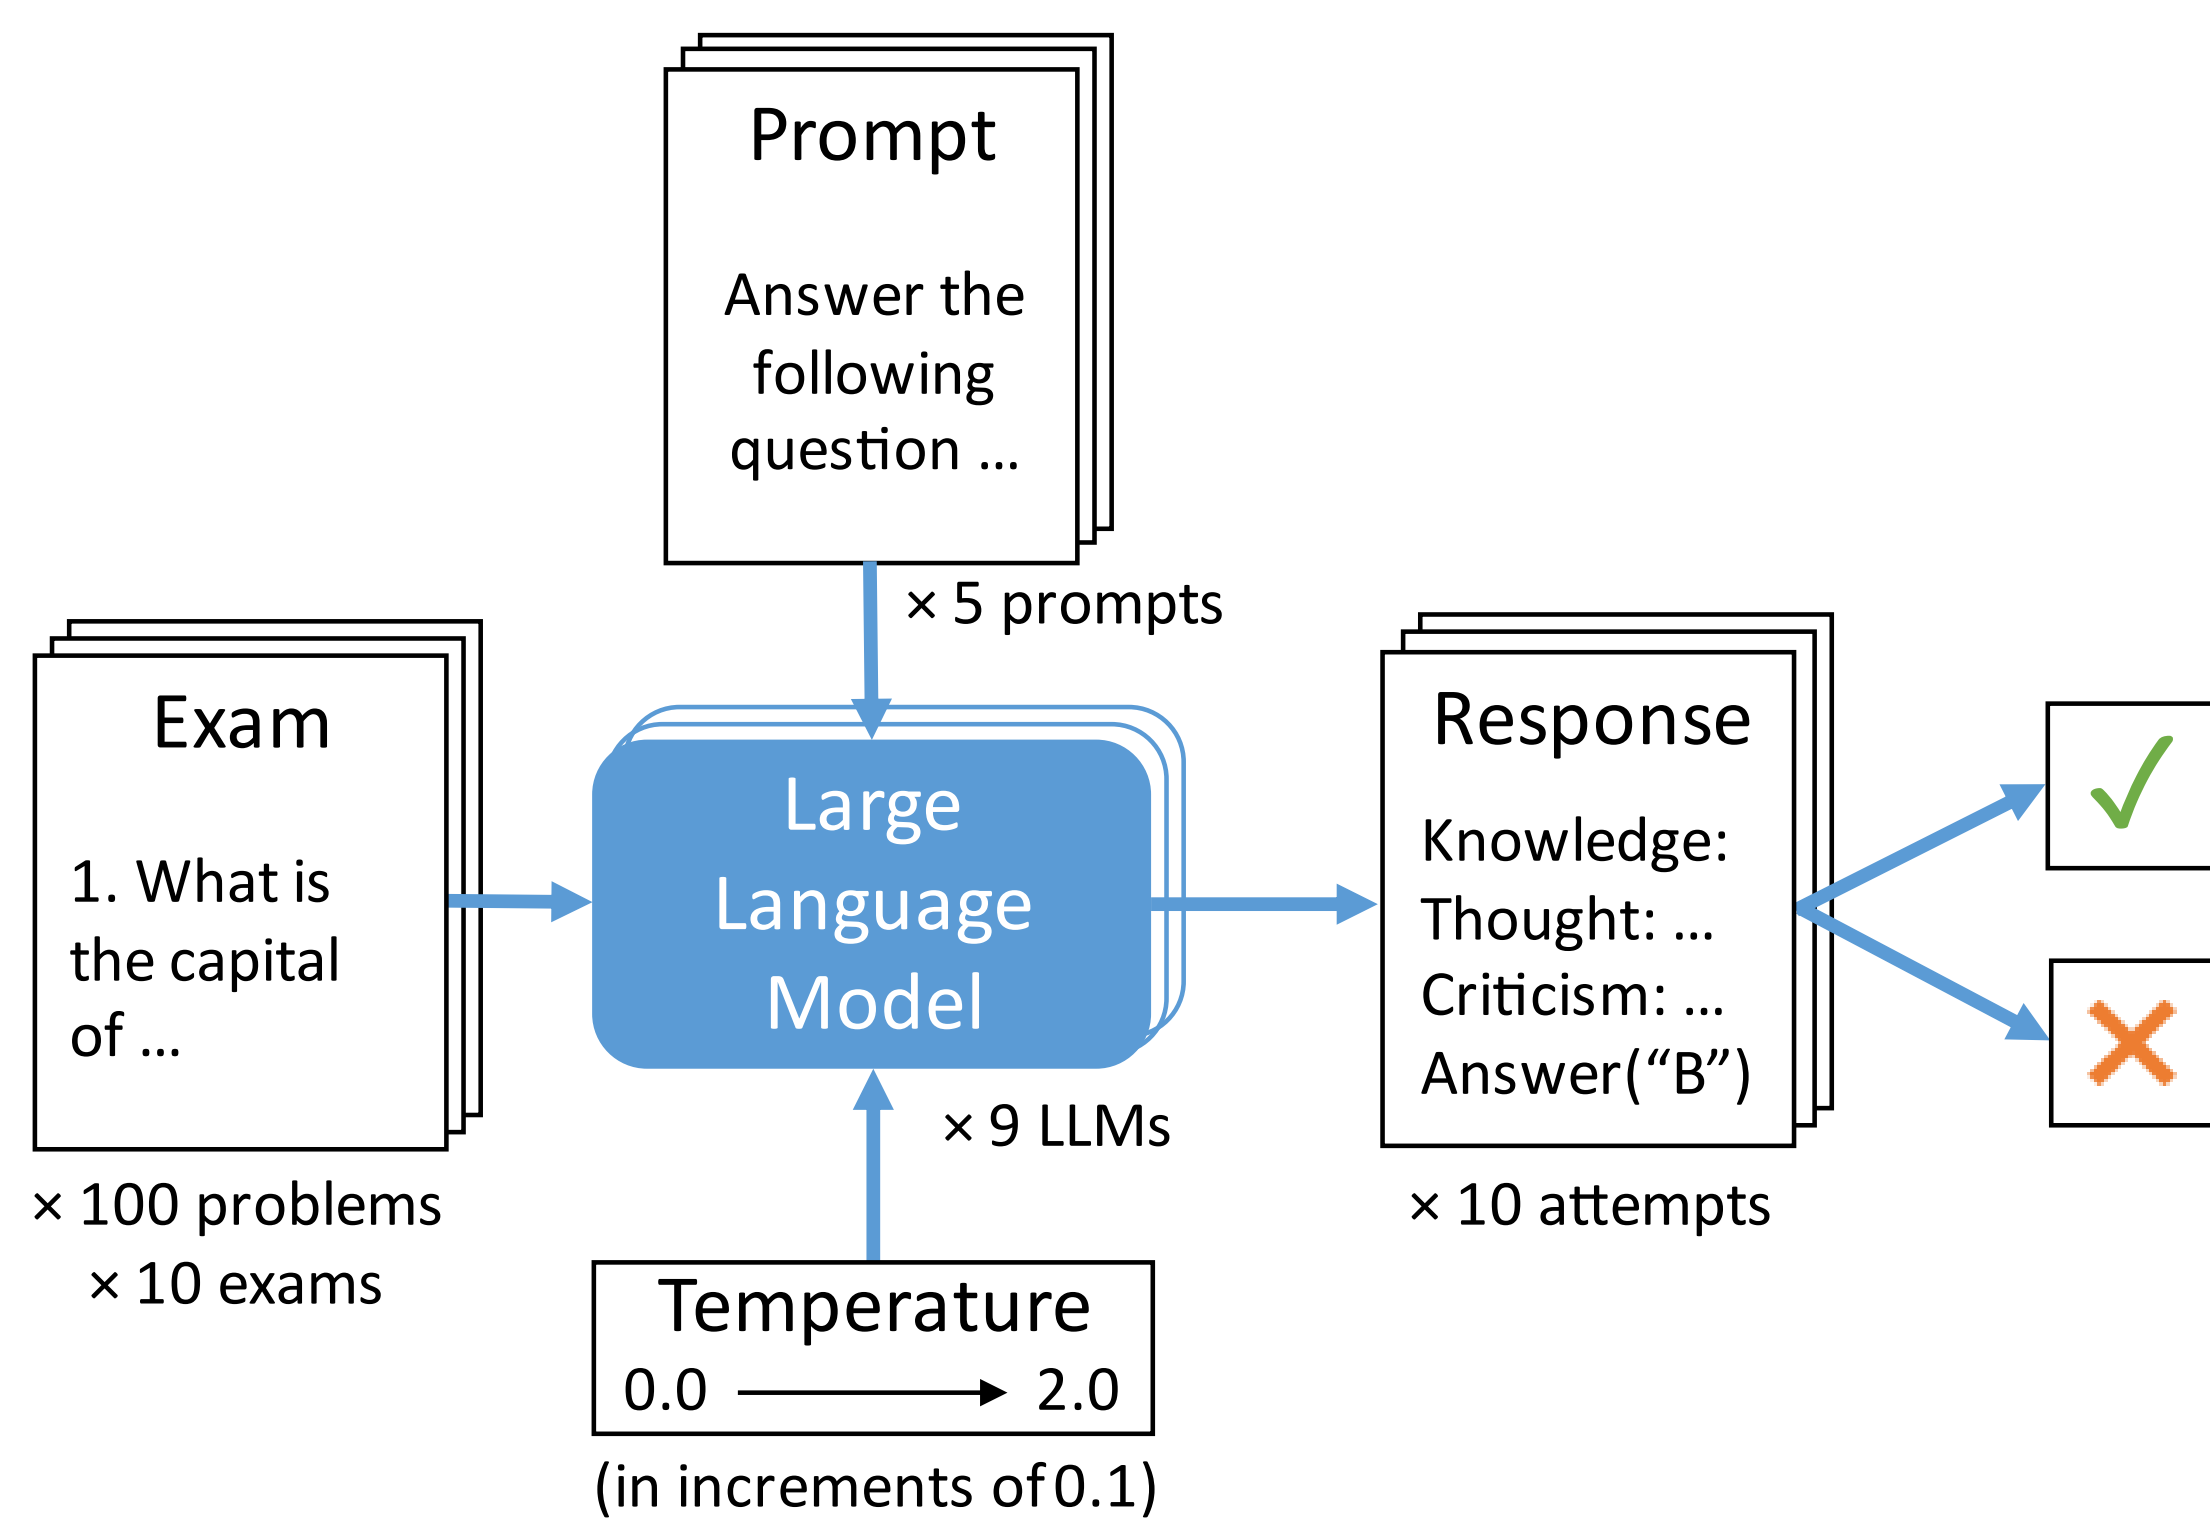 Prompt
Answer the
following
question ...
× 5 prompts
Exam
1. What is
the capital
of ...
× 100 problems
× 10 exams
Large
Language
Model
× 9 LLMs
Temperature
0.0
2.0
(in increments of 0.1)
Response
Knowledge:
Thought: ...
Criticism: ...
Answer(“B”)
× 10 attempts